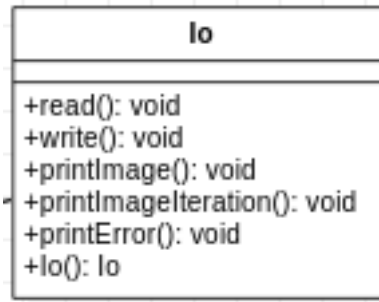 Io
+read(): void
+write(): void
+printImage(): void
+printImageIteration(): void
+printError(): void
+Io(): Io